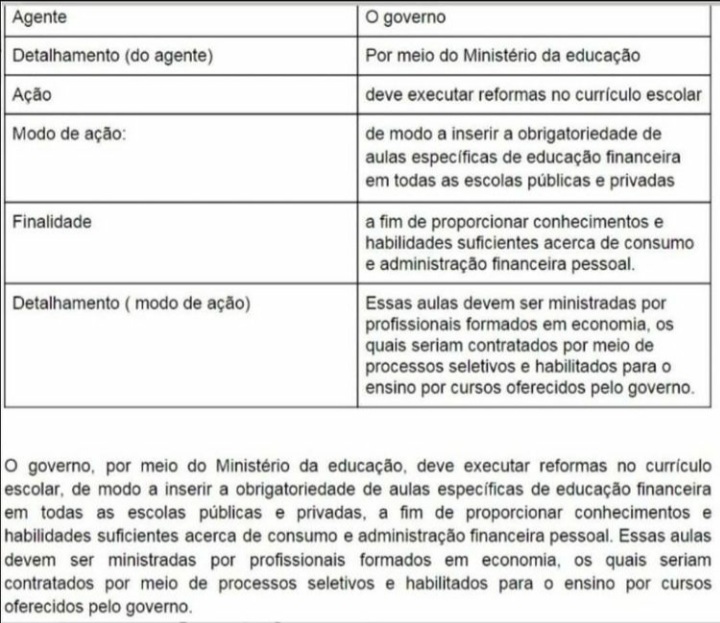 Agente
O governo
Detalhamento (do agente)
Por meio do Ministério da educação
Ação
deve executar reformas no currículo escolar
Modo de ação:
de modo a inserir a obrigatoriedade de
aulas específicas de educação financeira
em todas as escolas públicas e privadas
Finalidade
a fim de proporcionar conhecimentos e
habilidades suficientes acerca de consumo
e administração financeira pessoal.
Detalhamento ( modo de ação)
Essas aulas devem ser ministradas por
profissionais formados em economia, os
quais seriam contratados por meio de
processos seletivos e habilitados para o
ensino por cursos oferecidos pelo governo.
O governo, por meio do Ministério da educação, deve executar reformas no currículo
escolar, de modo a inserir a obrigatoriedade de aulas específicas de educação financeira
em todas as escolas públicas e privadas, a fim de proporcionar conhecimentos e
habilidades suficientes acerca de consumo e administração financeira pessoal. Essas aulas
devem ser ministradas por profissionais formados em economia, os quais seriam
contratados por meio de processos seletivos e habilitados para o ensino por cursos
oferecidos pelo governo.